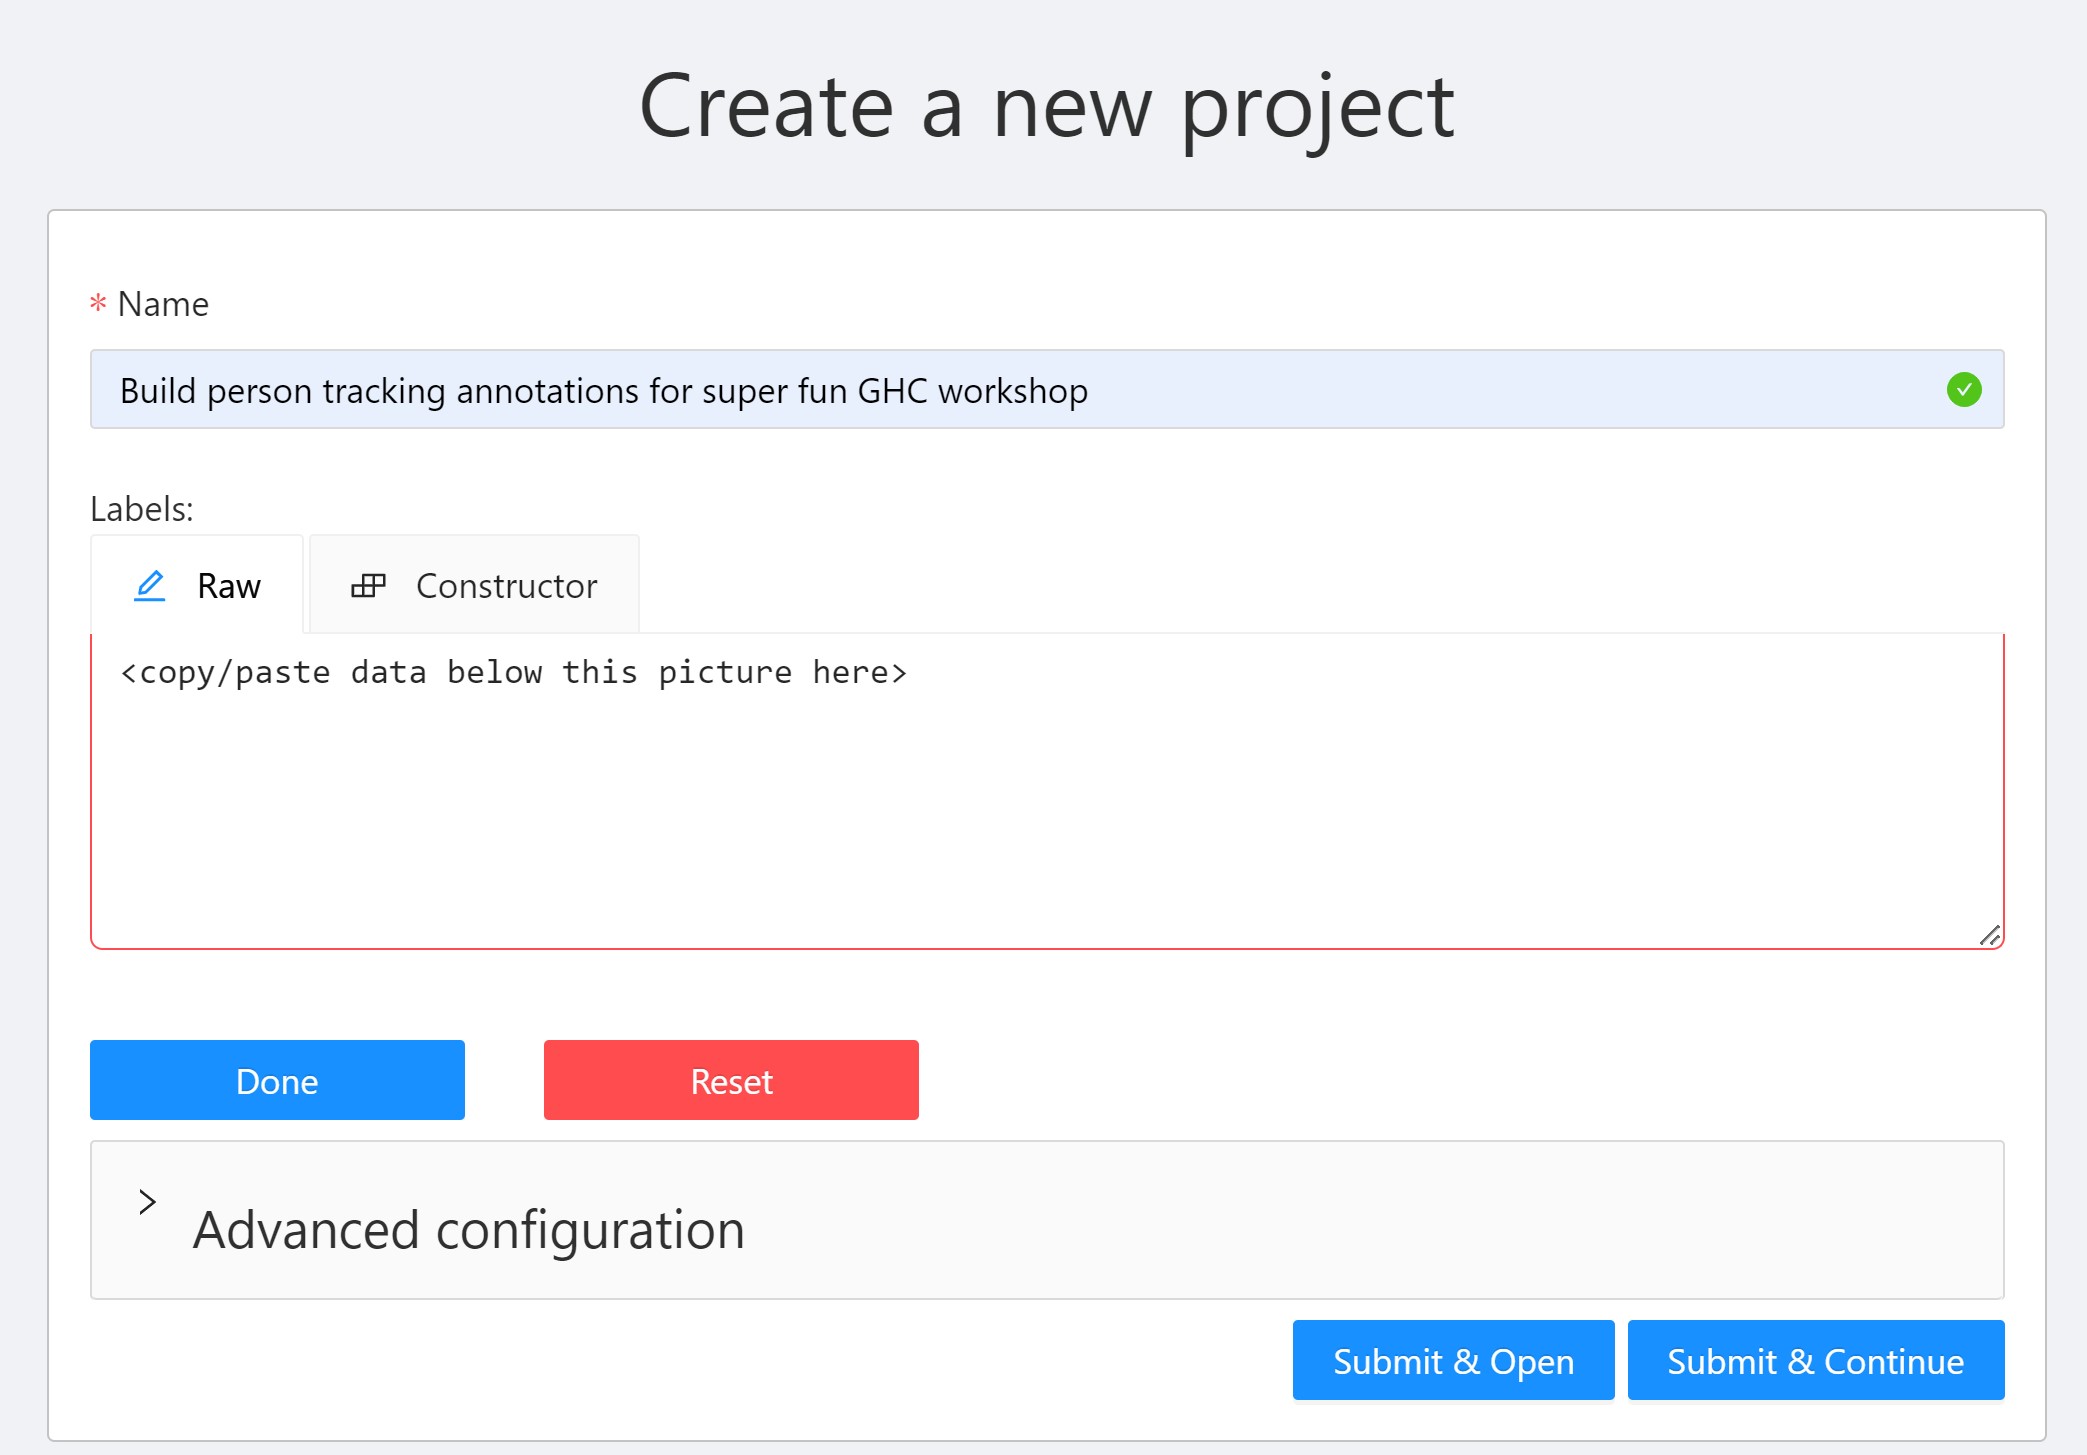 Create a new project
* Name
Build person tracking annotations for super fun GHC workshop
Labels:
Raw Constructor
<copy/paste data below this picture here>
Done Reset
Advanced configuration
Submit & Open Submit & Continue